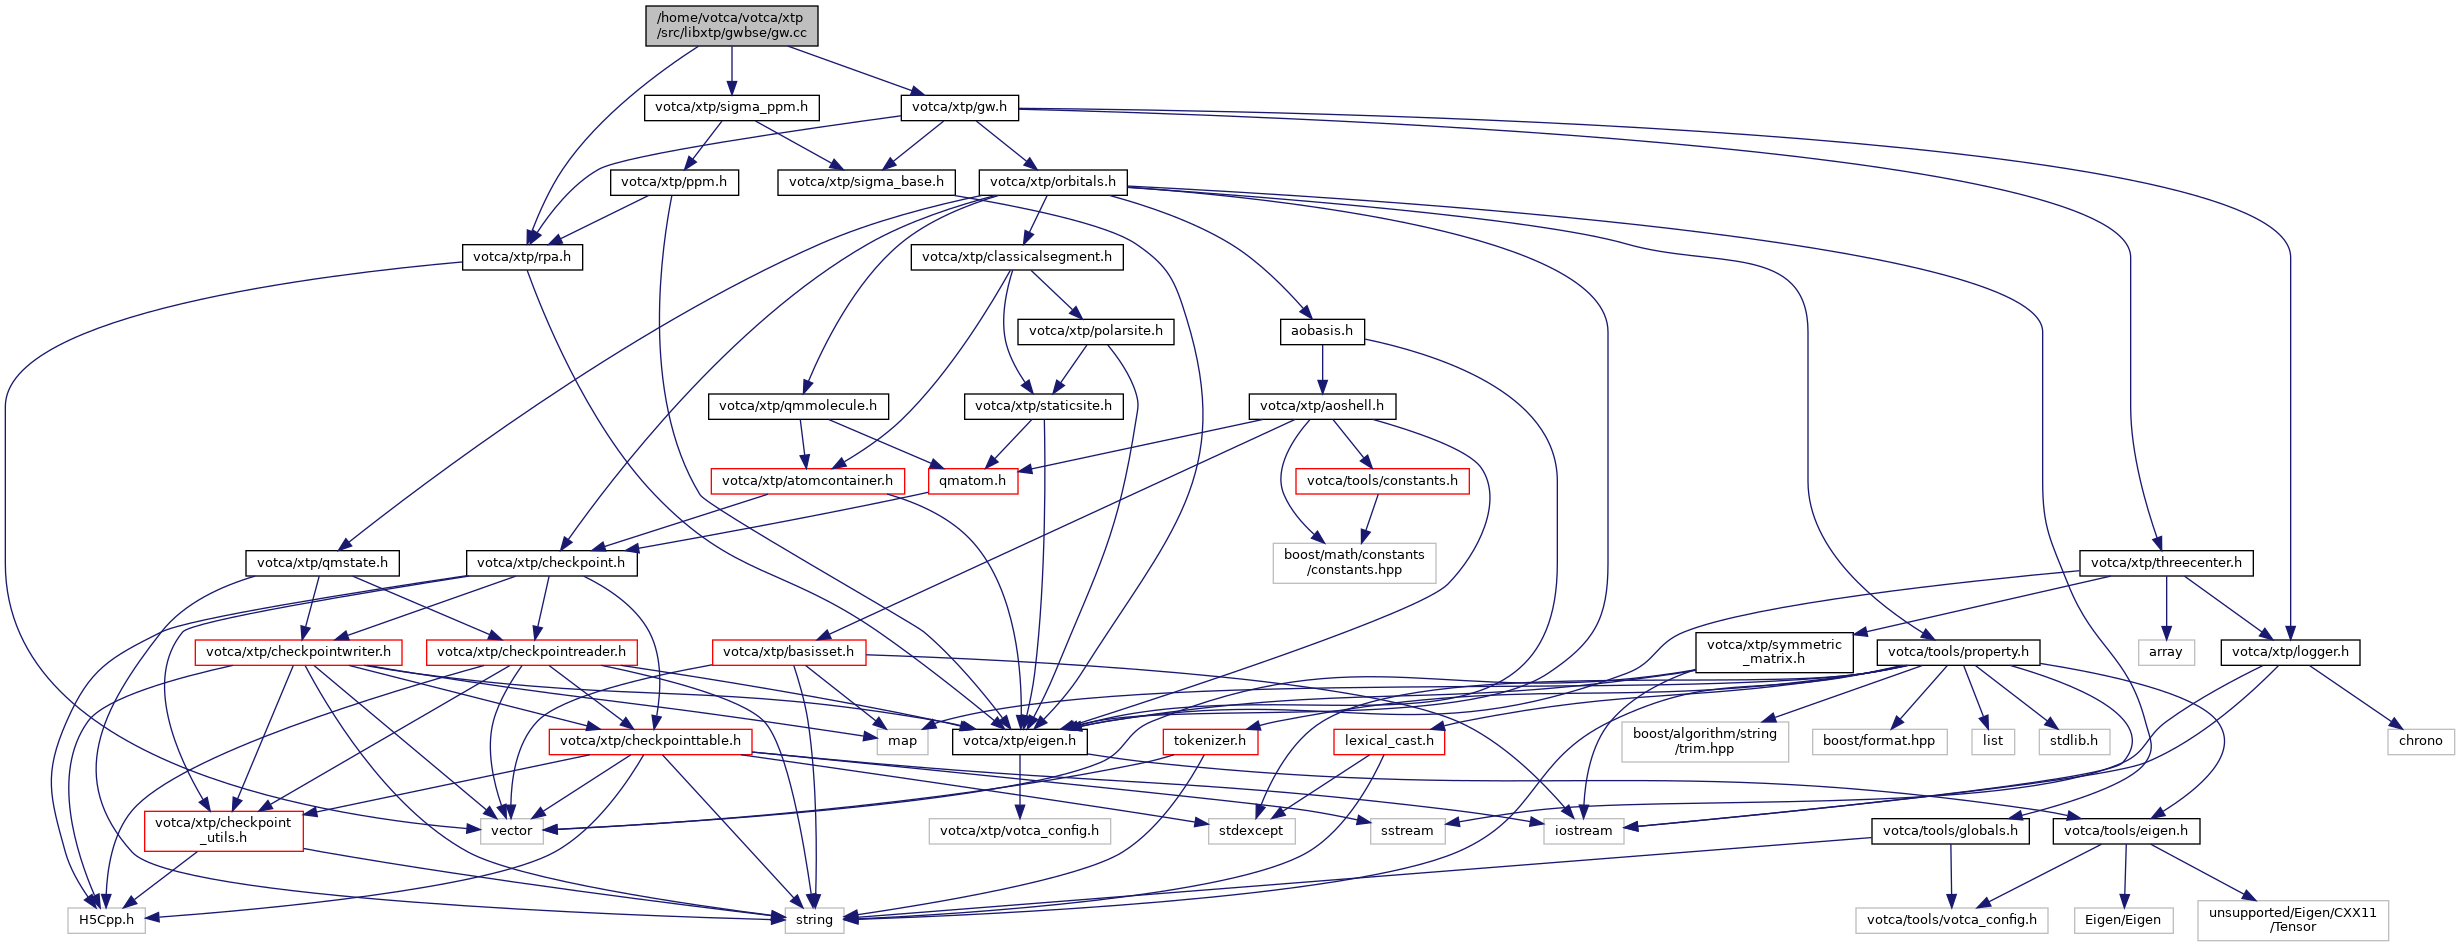 /home/votca/votca/xtp
/src/libxtp/gwbse/gw.cc
votca/xtp/sigma_ppm.h
votca/xtp/gw.h
votca/xtp/ppm.h
votca/xtp/sigma_base.h
votca/xtp/orbitals.h
votca/xtp/rpa.h
votca/xtp/classicalsegment.h
votca/xtp/polarsite.h
aobasis.h
votca/xtp/qmmolecule.h
votca/xtp/staticsite.h
votca/xtp/aoshell.h
votca/xtp/atomcontainer.h
qmatom.h
votca/tools/constants.h
votca/xtp/qmstate.h
votca/xtp/checkpoint.h
boost/math/constants
/constants.hpp
votca/xtp/threecenter.h
votca/xtp/checkpointwriter.h
votca/xtp/checkpointreader.h
votca/xtp/basisset.h
votca/xtp/symmetric
_matrix.h
votca/tools/property.h
array
votca/xtp/logger.h
votca/xtp/checkpointtable.h
map
votca/xtp/eigen.h
tokenizer.h
lexical_cast.h
boost/algorithm/string
/trim.hpp
boost/format.hpp
list
stdlib.h
chrono
votca/xtp/checkpoint
_utils.h
vector
votca/xtp/votca_config.h
stdexcept
sstream
iostream
votca/tools/globals.h
votca/tools/eigen.h
H5Cpp.h
string
votca/tools/votca_config.h
Eigen/Eigen
unsupported/Eigen/CXX11
/Tensor